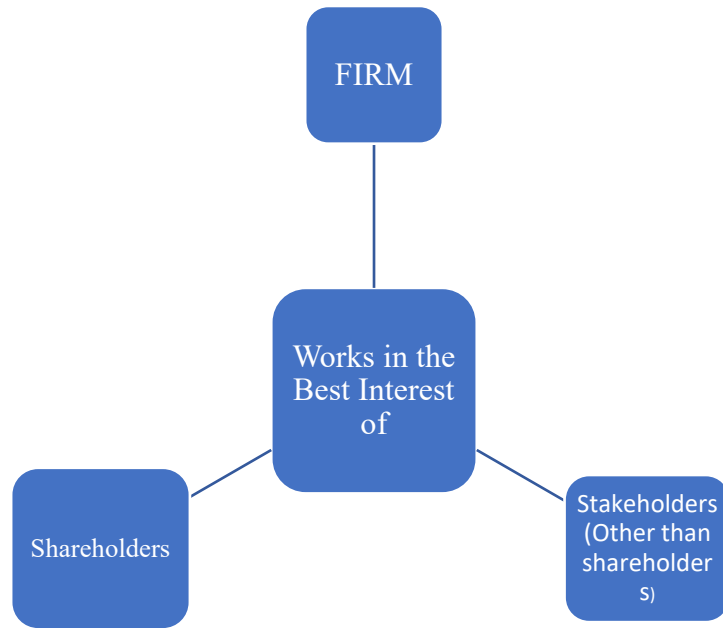 FIRM
Works in the
Best Interest
of
Shareholders
Stakeholders
(Other than
shareholder
s)